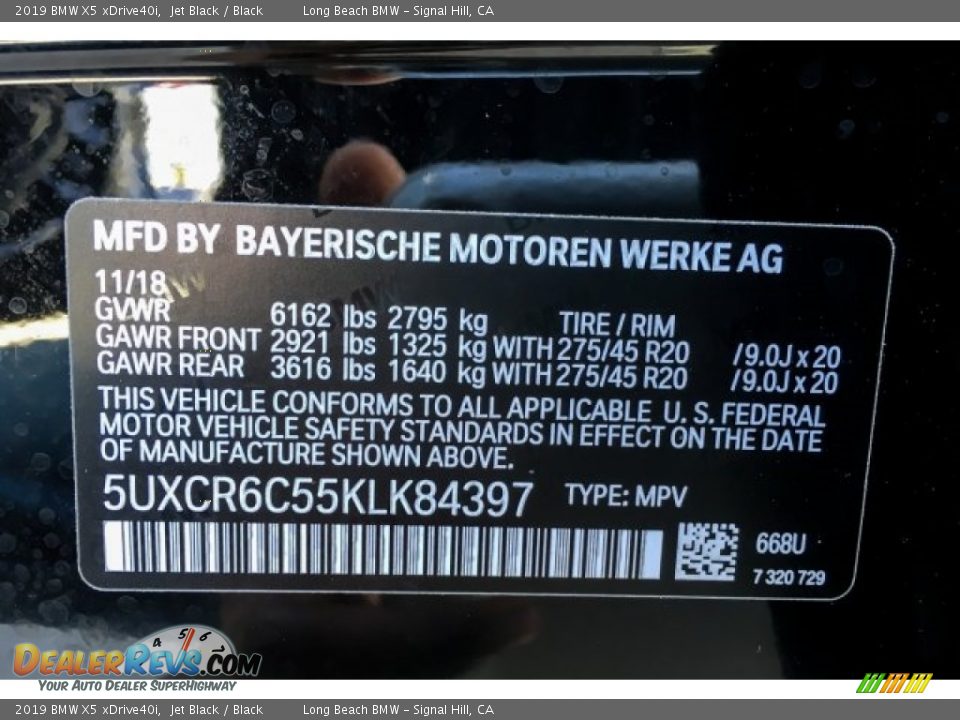 2019 BMW X5 xDrive40i, Jet Black / Black Long Beach BMW - Signal Hill, CA
MFD BY BAYERISCHE MOTOREN WERKE AG
11/18
GVWR 6162 lbs 2795 kg TIRE / RIM
GAWR FRONT 2921 lbs 1325 kg WITH 275/45 R20 /9.0J x 20
GAWR REAR 3616 lbs 1640 kg WITH 275/45 R20 /9.0J x 20
THIS VEHICLE CONFORMS TO ALL APPLICABLE U. S. FEDERAL
MOTOR VEHICLE SAFETY STANDARDS IN EFFECT ON THE DATE
OF MANUFACTURE SHOWN ABOVE.
5UXCR6C55KLK84397 TYPE: MPV
668U
7 320 729
4 5 6
DEALERREVS.COM
YOUR AUTO DEALER SUPERHIGHWAY
2019 BMW X5 xDrive40i, Jet Black / Black Long Beach BMW - Signal Hill, CA